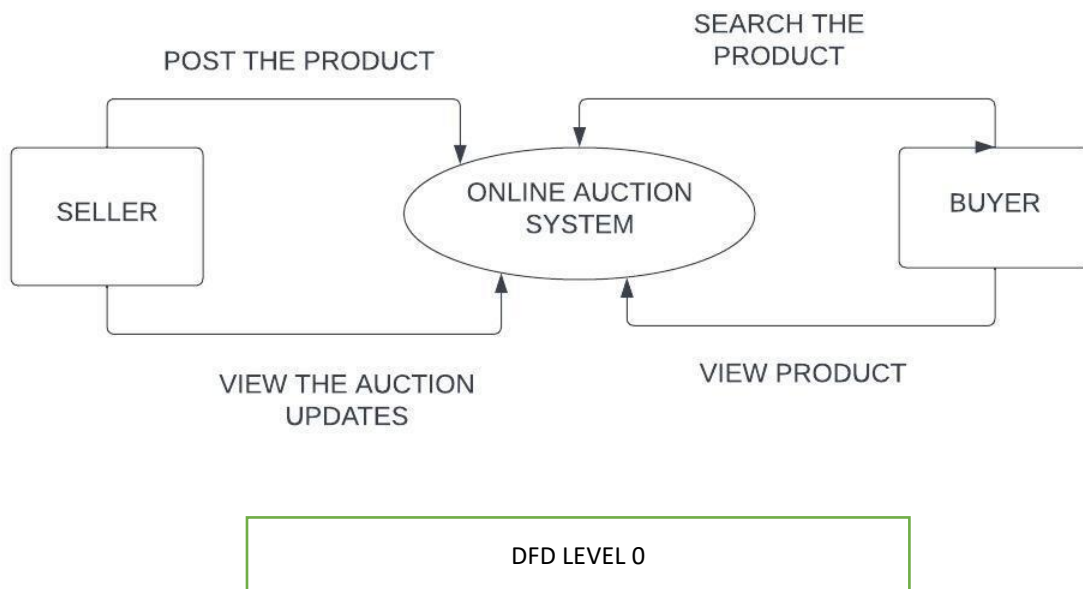 SEARCH THE
PRODUCT
POST THE PRODUCT
SELLER
ONLINE AUCTION
SYSTEM
BUYER
VIEW THE AUCTION
UPDATES
VIEW PRODUCT
DFD LEVEL 0